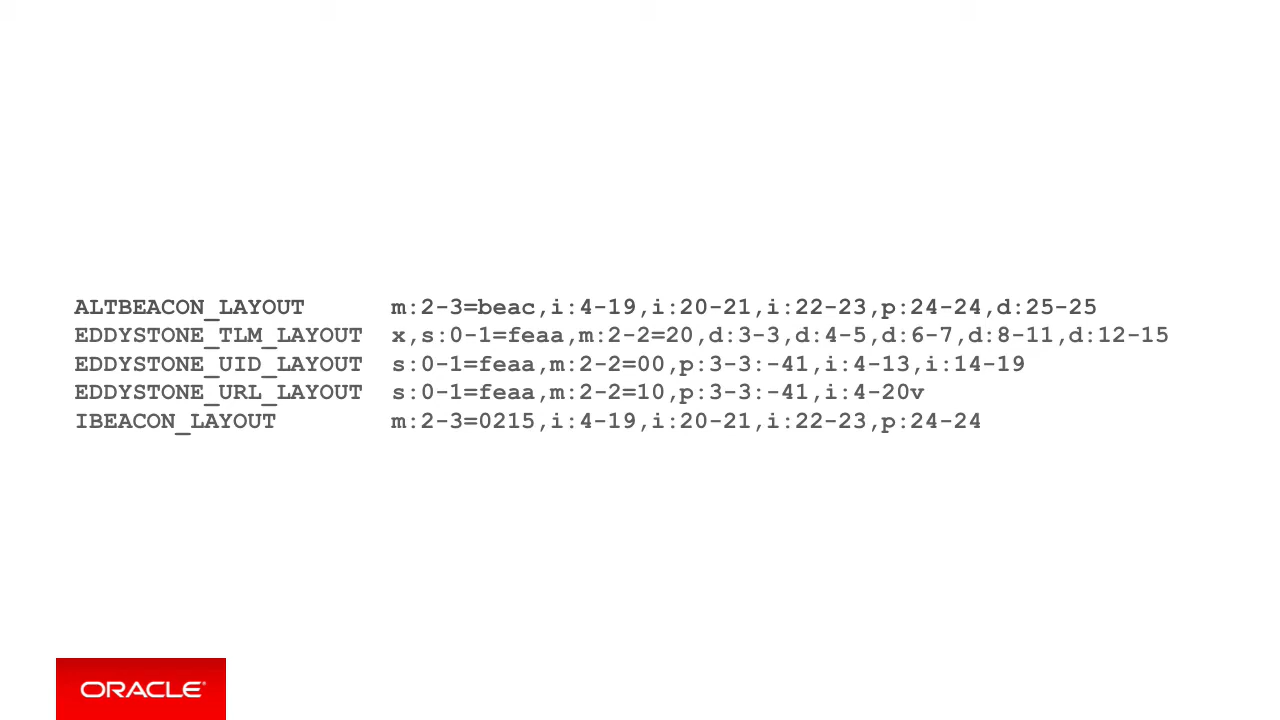 ALTBEACON_LAYOUT m:2-3=beac,i:4-19,i:20-21,i:22-23,p:24-24,d:25-25
EDDYSTONE_TLM_LAYOUT x,s:0-1=feaa,m:2-2=20,d:3-3,d:4-5,d:6-7,d:8-11,d:12-15
EDDYSTONE_UID_LAYOUT s:0-1=feaa,m:2-2=00,p:3-3:-41,i:4-13,i:14-19
EDDYSTONE_URL_LAYOUT s:0-1=feaa,m:2-2=10,p:3-3:-41,i:4-20v
IBEACON_LAYOUT m:2-3=0215,i:4-19,i:20-21,i:22-23,p:24-24
ORACLE®